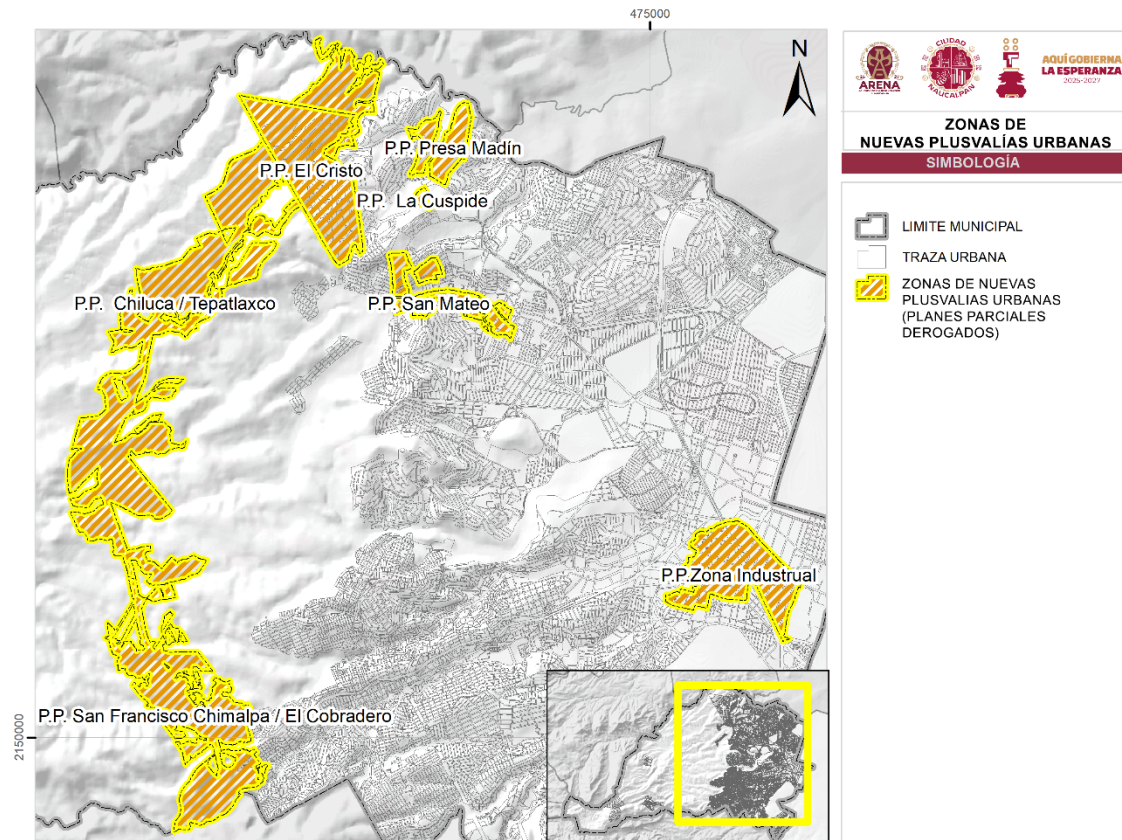 475000
2150000
N
P.P. Presa Madín
P.P. El Cristo
P.P. La Cuspide
P.P. Chiluca / Tepatlaxco
P.P. San Mateo
P.P.Zona Industrual
P.P. San Francisco Chimalpa / El Cobradero
ARENA
CIUDAD
NAUCALPAN
AQUÍ GOBIERNA
LA ESPERANZA
2025-2027
ZONAS DE
NUEVAS PLUSVALÍAS URBANAS
SIMBOLOGÍA
LIMITE MUNICIPAL
TRAZA URBANA
ZONAS DE NUEVAS
PLUSVALIAS URBANAS
(PLANES PARCIALES
DEROGADOS)